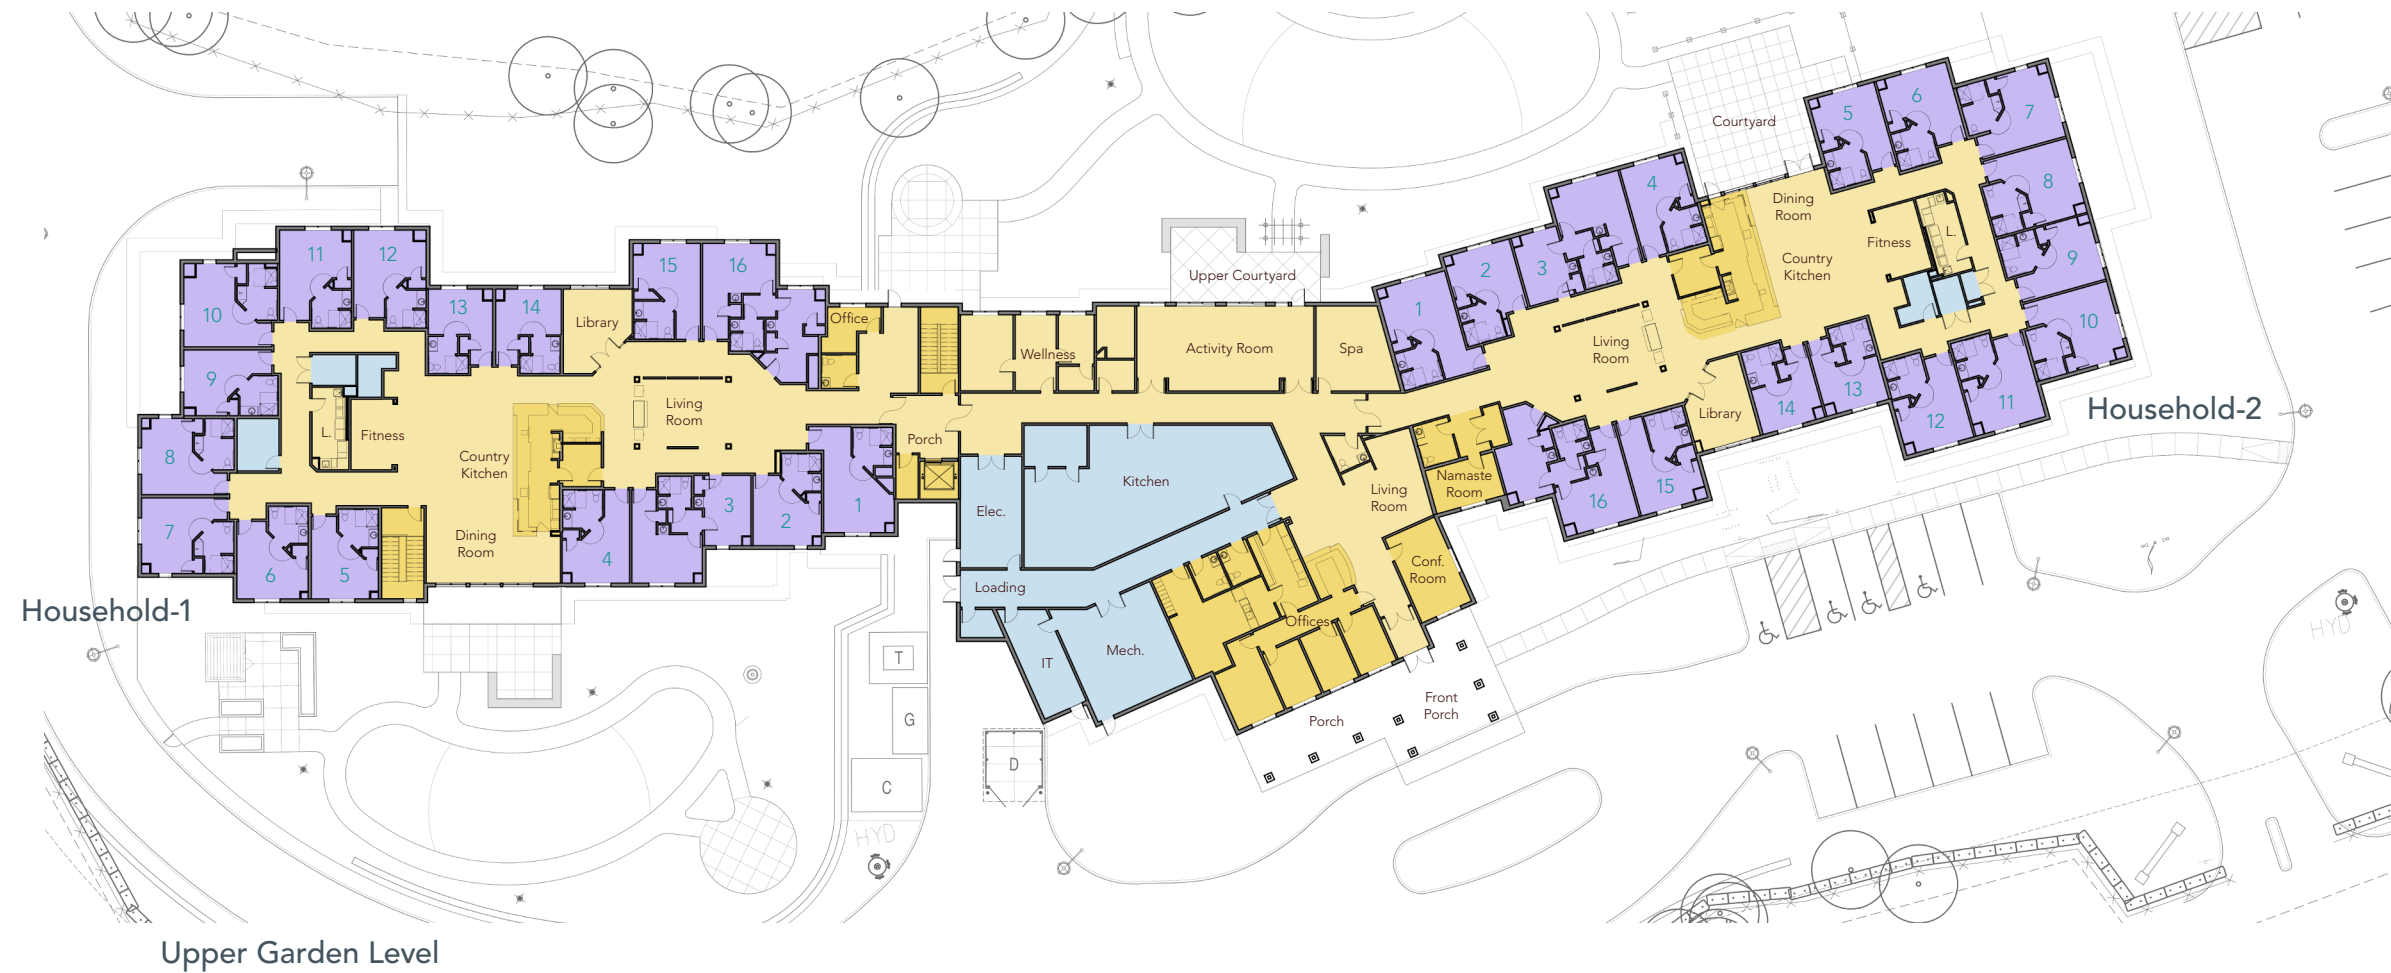 Courtyard
5
6
7
4
8
3
2
1
9
10
Dining
Room
Country
Kitchen
Fitness
L.
Living
Room
Library
14
13
12
11
15
16
Household-2
Namaste
Room
Living
Room
Conf.
Room
Upper Courtyard
Wellness
Activity Room
Spa
Office
11
12
10
13
14
15
16
Library
9
8
7
6
5
4
3
2
1
L.
Fitness
Country
Kitchen
Living
Room
Dining
Room
Porch
Kitchen
Elec.
Loading
IT
Mech.
Offices
Porch
Front
Porch
Household-1
T
G
C
D
HYD
HYD
Upper Garden Level